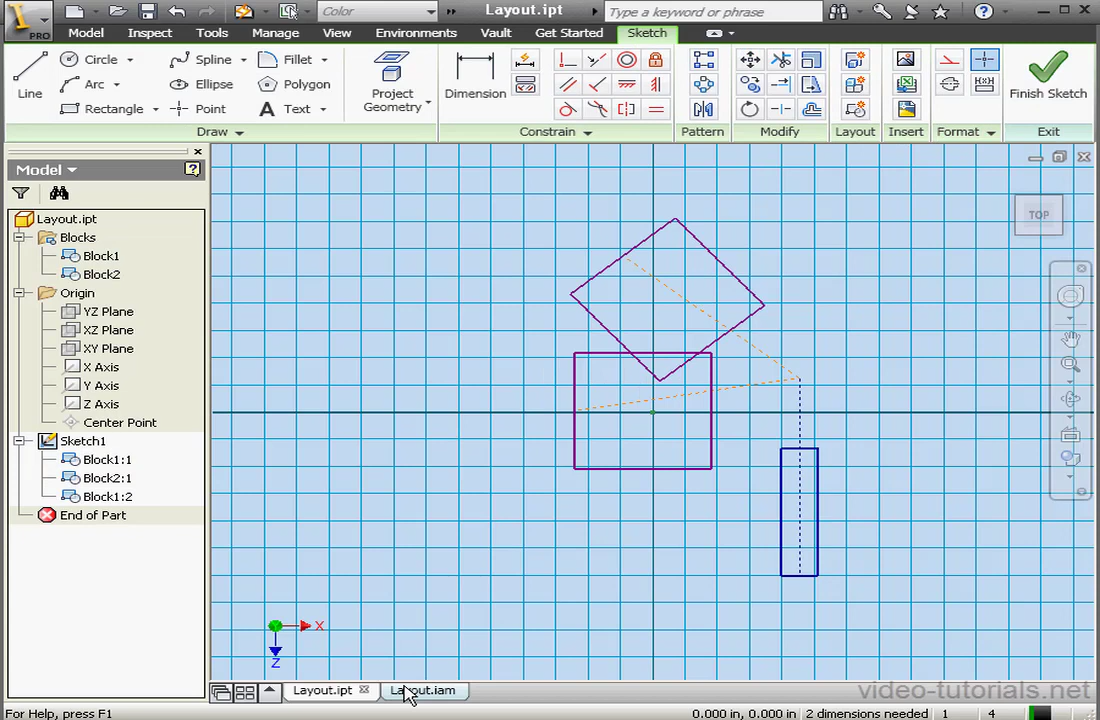 PRO
Color
Layout.ipt
Type a keyword or phrase
Model Inspect Tools Manage View Environments Vault Get Started Sketch
Line
Circle
Arc
Rectangle
Spline
Ellipse
Point
Fillet
Polygon
Text
Draw
Project
Geometry
Dimension
Constrain
Pattern
Modify
Layout
Insert
Format
Finish Sketch
Exit
Model
Layout.ipt
Blocks
Block1
Block2
Origin
YZ Plane
XZ Plane
XY Plane
X Axis
Y Axis
Z Axis
Center Point
Sketch1
Block1:1
Block2:1
Block1:2
End of Part
TOP
X
Z
Layout.ipt
Layout.iam
video-tutorials.net
For Help, press F1
0.000 in, 0.000 in 2 dimensions needed 1 4